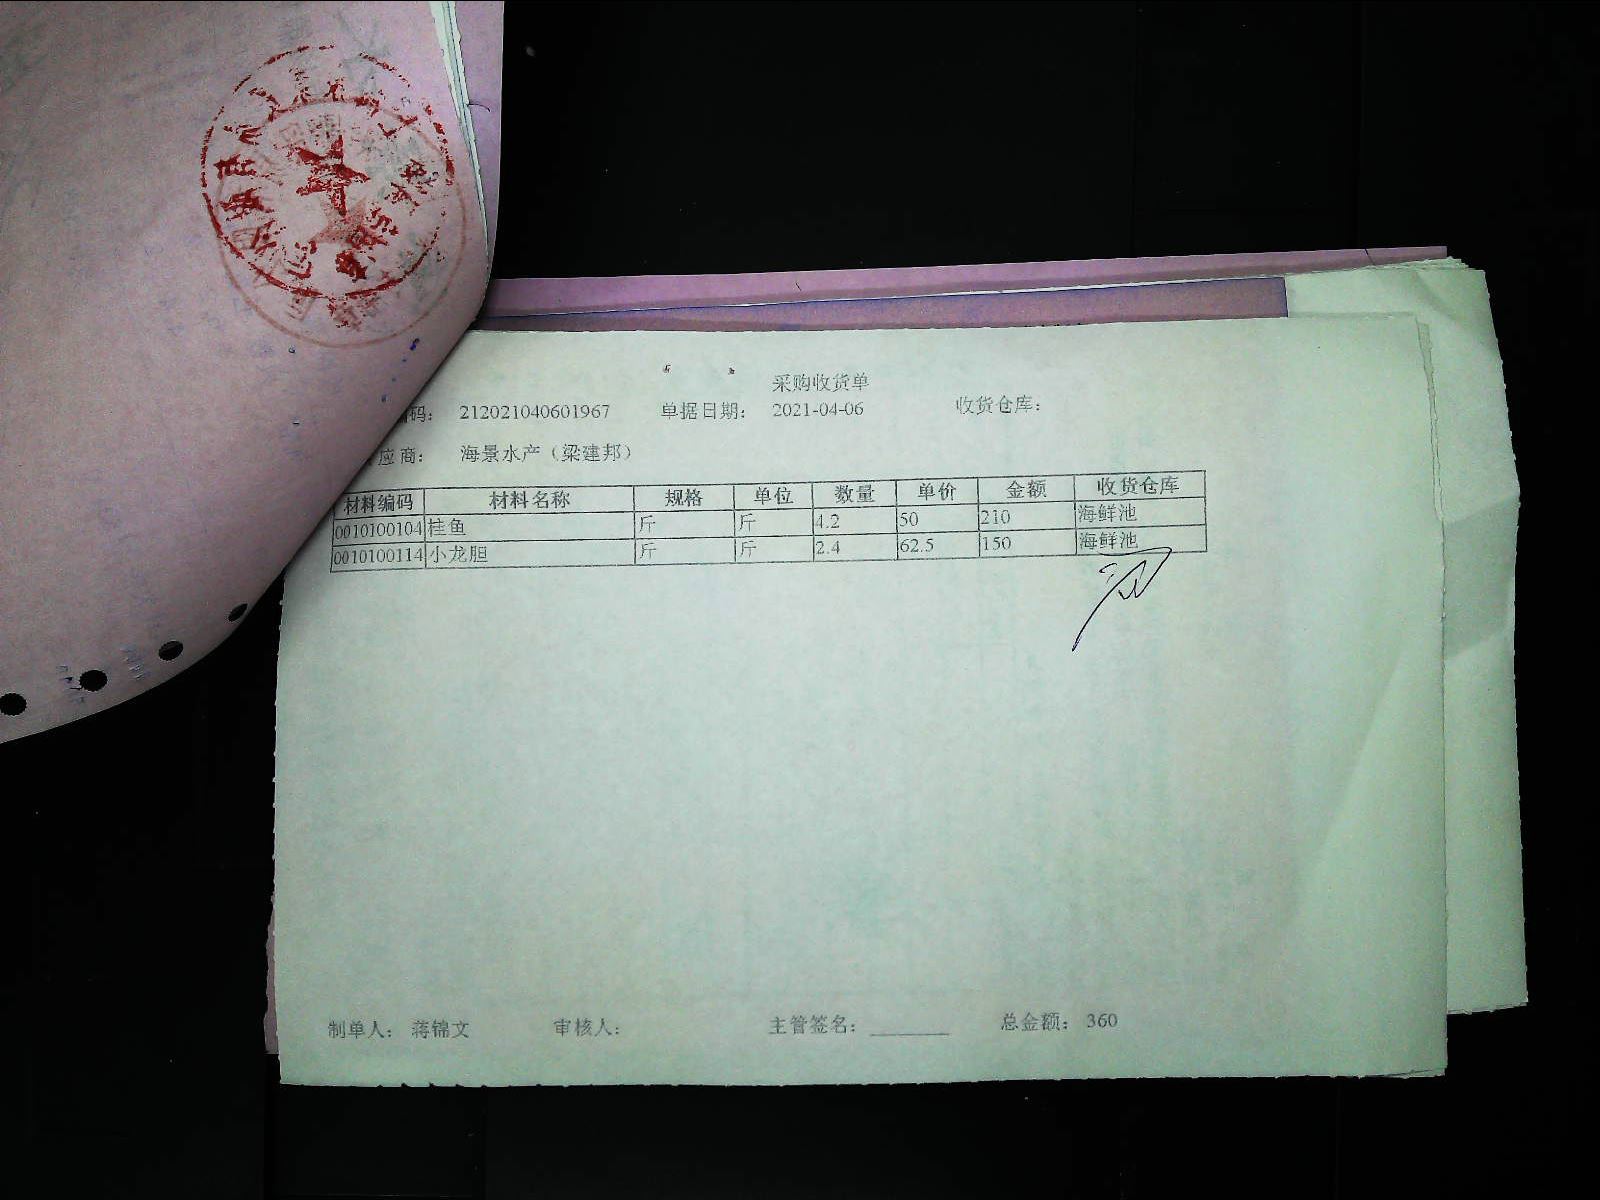 采购收货单
码： 212021040601967 单据日期： 2021-04-06 收货仓库：
应商： 海景水产（梁建邦）
材料编码 材料名称 规格 单位 数量 单价 金额 收货仓库
0010100104 桂鱼 斤 斤 4.2 50 210 海鲜池
0010100114 小龙胆 斤 斤 2.4 62.5 150 海鲜池
制单人： 蒋锦文 审核人： 主管签名： ________ 总金额： 360